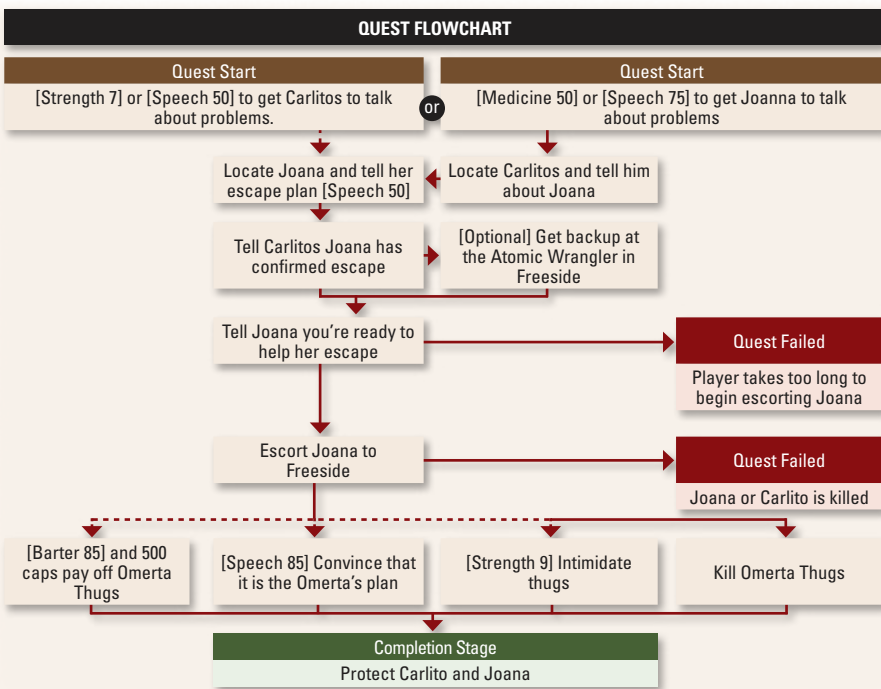 QUEST FLOWCHART
Quest Start
[Strength 7] or [Speech 50] to get Carlitos to talk
about problems.
or
Quest Start
[Medicine 50] or [Speech 75] to get Joanna to talk
about problems
Locate Joana and tell her
escape plan [Speech 50]
Locate Carlitos and tell him
about Joana
Tell Carlitos Joana has
confirmed escape
[Optional] Get backup at
the Atomic Wrangler in
Freeside
Tell Joana you're ready to
help her escape
Quest Failed
Player takes too long to
begin escorting Joana
Escort Joana to
Freeside
Quest Failed
Joana or Carlito is killed
[Barter 85] and 500
caps pay off Omerta
Thugs
[Speech 85] Convince that
it is the Omerta's plan
[Strength 9] Intimidate
thugs
Kill Omerta Thugs
Completion Stage
Protect Carlito and Joana